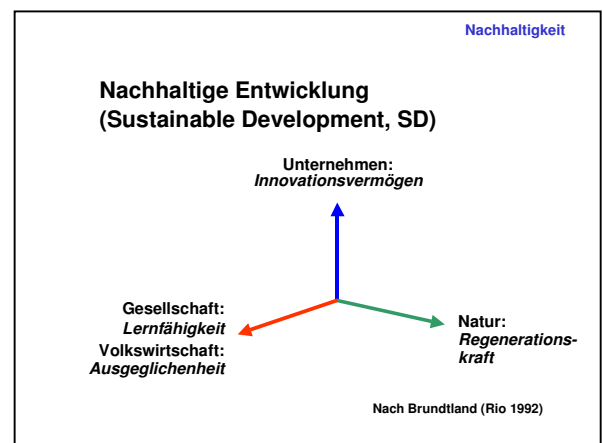 Nachhaltigkeit
Nachhaltige Entwicklung
(Sustainable Development, SD)
Unternehmen:
Innovationsvermögen
Gesellschaft:
Lernfähigkeit
Volkswirtschaft:
Ausgeglichenheit
Natur:
Regenerations-
kraft
Nach Brundtland (Rio 1992)